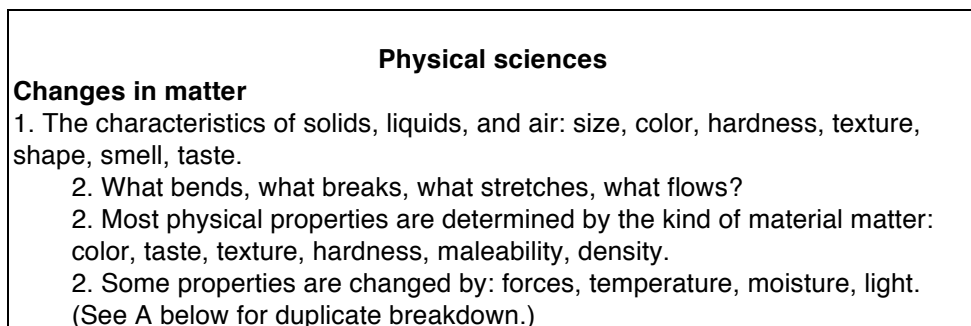 Physical sciences
Changes in matter
1. The characteristics of solids, liquids, and air: size, color, hardness, texture,
shape, smell, taste.
2. What bends, what breaks, what stretches, what flows?
2. Most physical properties are determined by the kind of material matter:
color, taste, texture, hardness, maleability, density.
2. Some properties are changed by: forces, temperature, moisture, light.
(See A below for duplicate breakdown.)